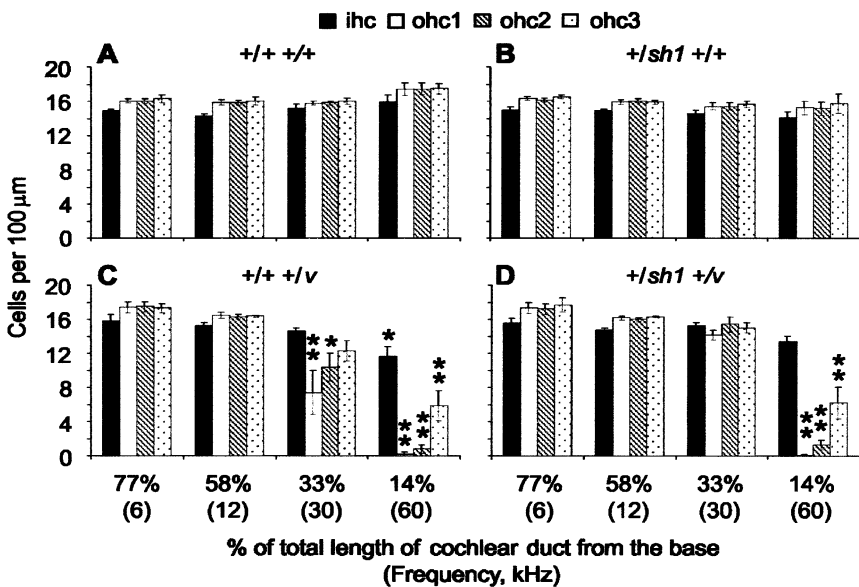 ihc ohc1 ohc2 ohc3
A +/+ +/+ B +/sh1 +/+
20
16
12
8
4
0
C +/+ +/v D +/sh1 +/v
20
16
12
8
4
0
** * * ** ** ** ** ** **
Cells per 100μm
77% 58% 33% 14% 77% 58% 33% 14%
(6) (12) (30) (60) (6) (12) (30) (60)
% of total length of cochlear duct from the base
(Frequency, kHz)